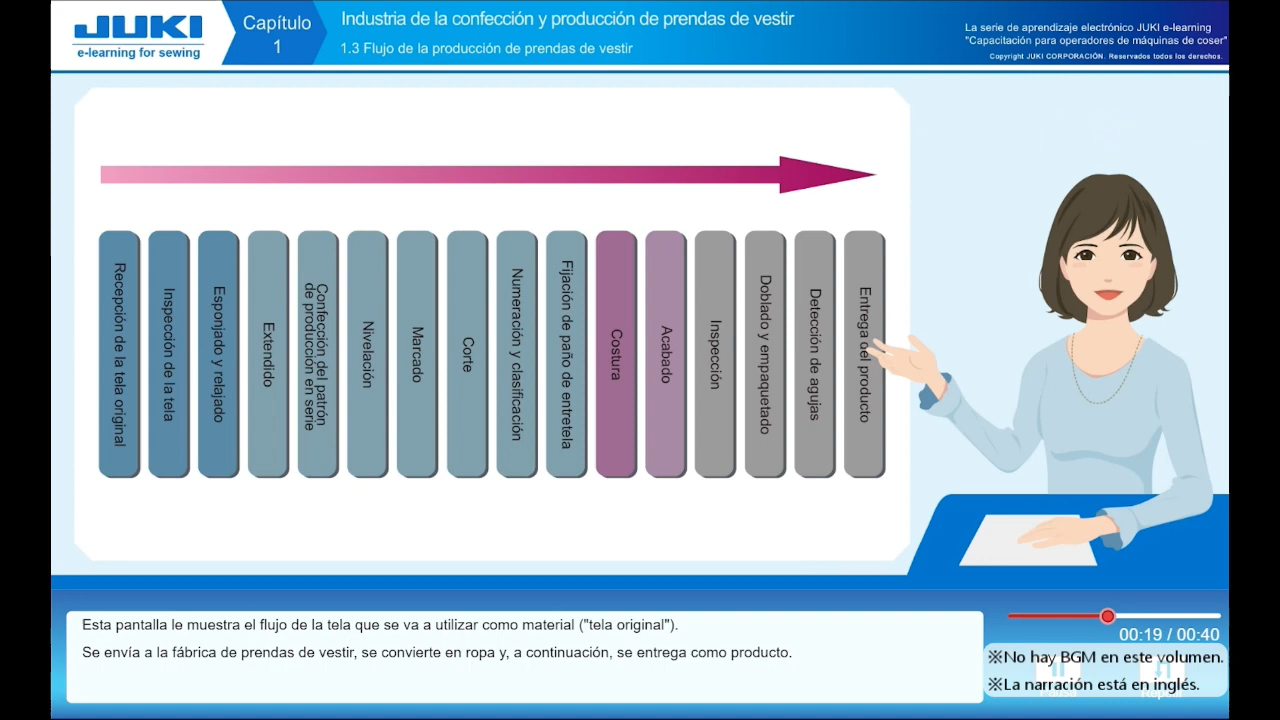 JUKI
e-learning for sewing
Capítulo
1
Industria de la confección y producción de prendas de vestir
1.3 Flujo de la producción de prendas de vestir
La serie de aprendizaje electrónico JUKI e-learning
"Capacitación para operadores de máquinas de coser"
Copyright JUKI CORPORACIÓN. Reservados todos los derechos.
Recepción de la tela original
Inspección de la tela
Esponjado y relajado
Extendido
Confección del patrón
de producción en serie
Nivelación
Marcado
Corte
Numeración y clasificación
Fijación de paño de entretela
Costura
Acabado
Inspección
Doblado y empaquetado
Detección de agujas
Entrega del producto
Esta pantalla le muestra el flujo de la tela que se va a utilizar como material ("tela original").
Se envía a la fábrica de prendas de vestir, se convierte en ropa y, a continuación, se entrega como producto.
00:19 / 00:40
※No hay BGM en este volumen.
※La narración está en inglés.